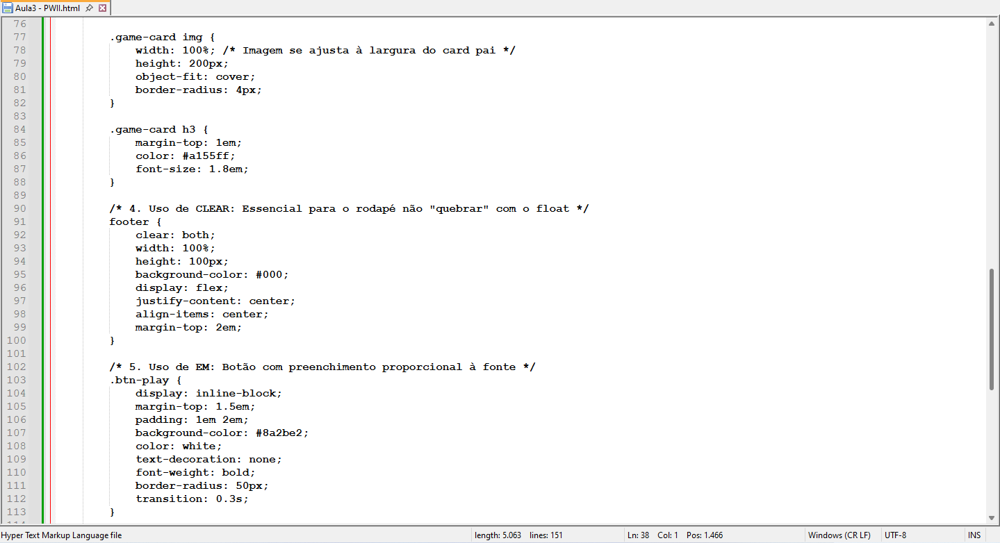 Aula3 - PWII.html
76
77 .game-card img {
78 width: 100%; /* Imagem se ajusta à largura do card pai */
79 height: 200px;
80 object-fit: cover;
81 border-radius: 4px;
82 }
83
84 .game-card h3 {
85 margin-top: 1em;
86 color: #a155ff;
87 font-size: 1.8em;
88 }
89
90 /* 4. Uso de CLEAR: Essencial para o rodapé não "quebrar" com o float */
91 footer {
92 clear: both;
93 width: 100%;
94 height: 100px;
95 background-color: #000;
96 display: flex;
97 justify-content: center;
98 align-items: center;
99 margin-top: 2em;
100 }
101
102 /* 5. Uso de EM: Botão com preenchimento proporcional à fonte */
103 .btn-play {
104 display: inline-block;
105 margin-top: 1.5em;
106 padding: 1em 2em;
107 background-color: #8a2be2;
108 color: white;
109 text-decoration: none;
110 font-weight: bold;
111 border-radius: 50px;
112 transition: 0.3s;
113 }
Hyper Text Markup Language file length: 5.063 lines: 151 Ln: 38 Col: 1 Pos: 1.466 Windows (CR LF) UTF-8 INS